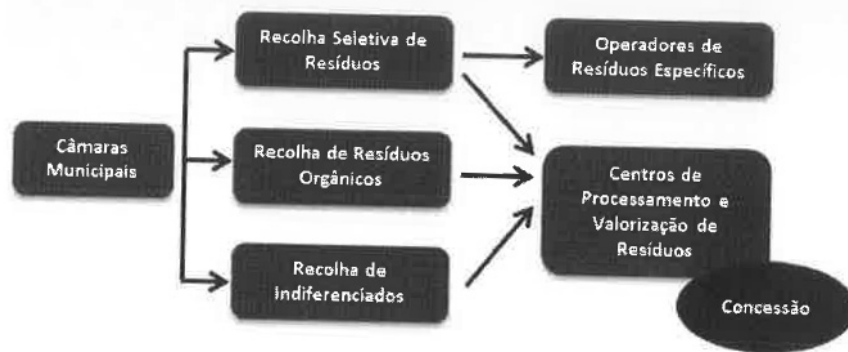 Recolha Seletiva de
Resíduos
Operadores de
Resíduos Específicos
Câmaras
Municipais
Recolha de Resíduos
Orgânicos
Centros de
Processamento e
Valorização de
Resíduos
Recolha de
Indiferenciados
Concessão